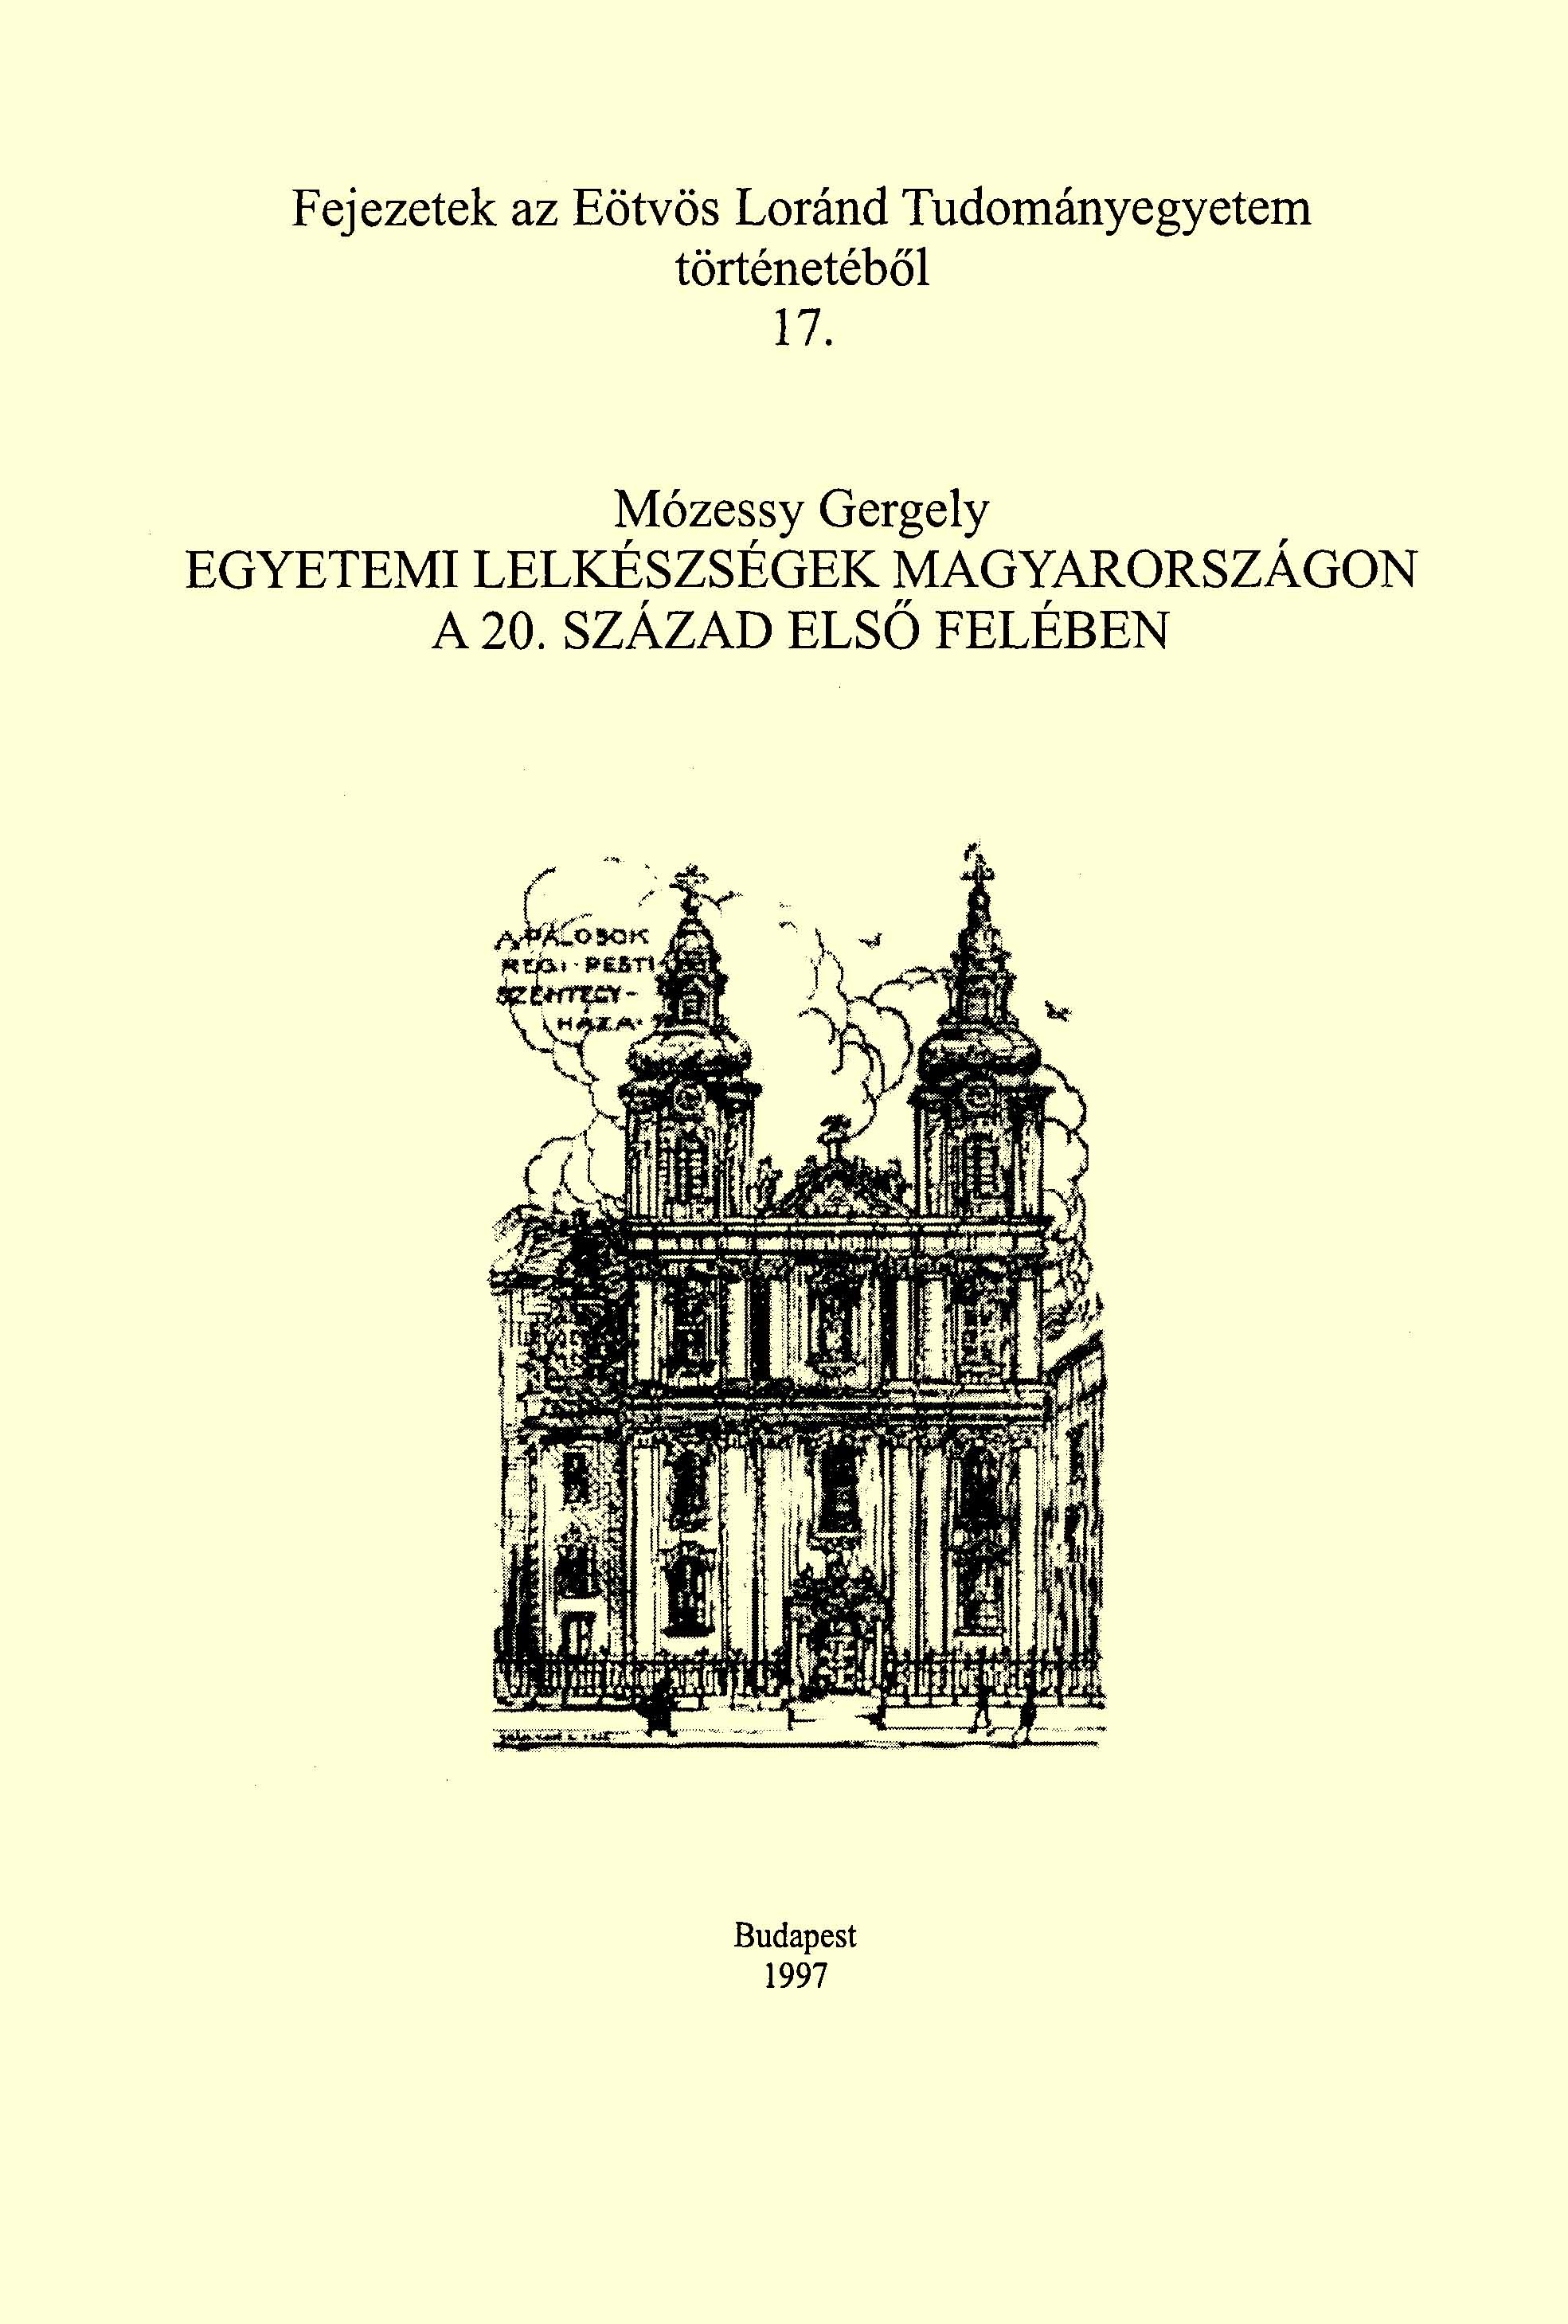 Fejezetek az Eötvös Loránd Tudományegyetem
történetéből
17.
Mózessy Gergely
EGYETEMI LELKÉSZSÉGEK MAGYARORSZÁGON
A 20. SZÁZAD ELSŐ FELÉBEN
A PÁLOSOK
RÉGI · PESTI
SZENTEGY-
HÁZA·
Budapest
1997